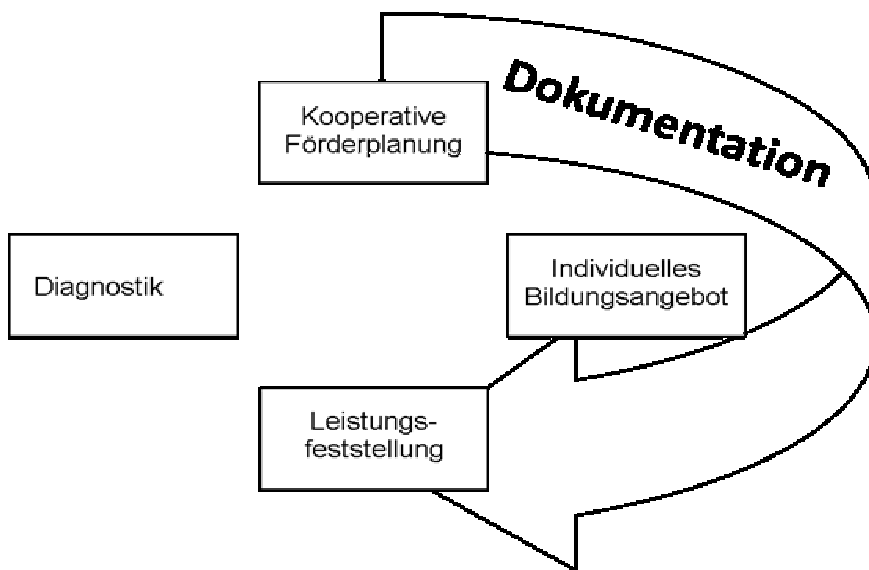 Dokumentation
Kooperative
Förderplanung
Diagnostik
Individuelles
Bildungsangebot
Leistungs-
feststellung